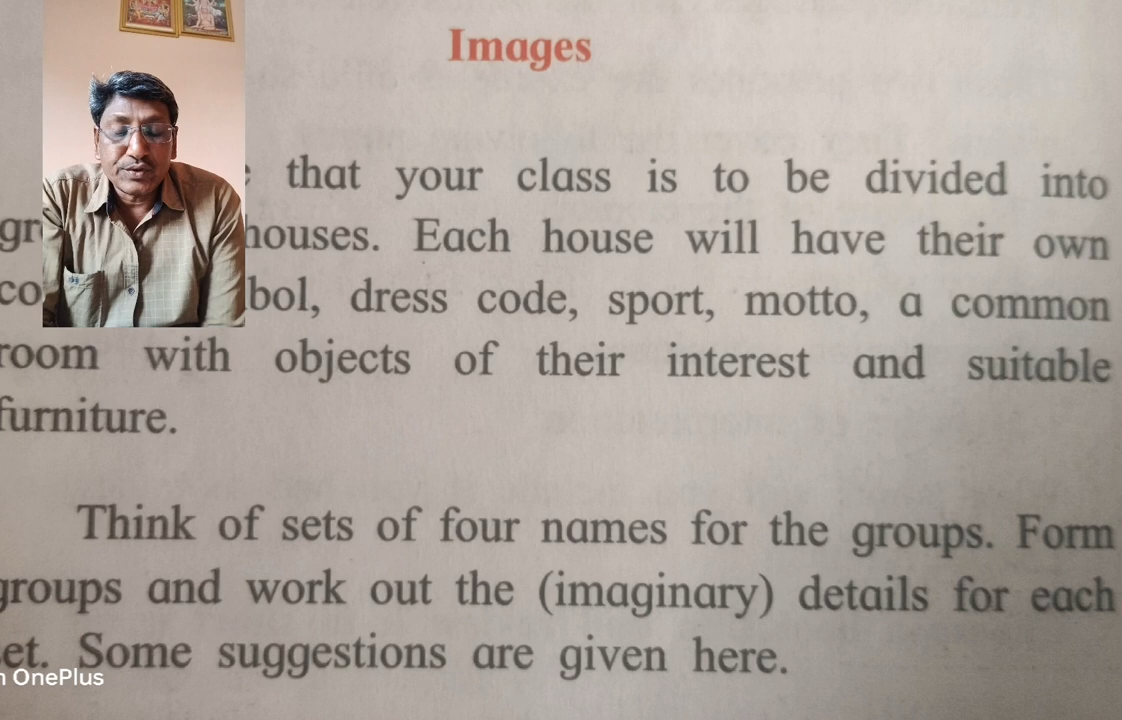 Images
that your class is to be divided into
houses. Each house will have their own
dress code, sport, motto, a common
room with objects of their interest and suitable
furniture.
Think of sets of four names for the groups. Form
groups and work out the (imaginary) details for each
Some suggestions are given here.
OnePlus